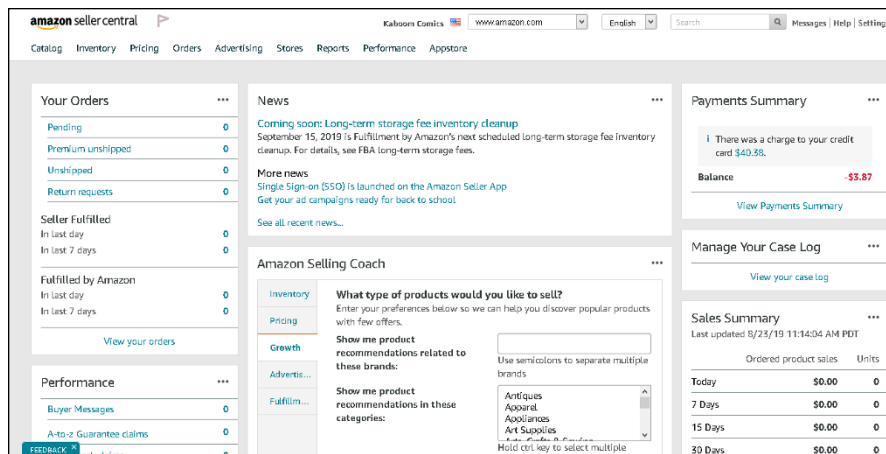 amazon seller central
Kaboom Comics
www.amazon.com
English
Search
Messages | Help | Setting
Catalog Inventory Pricing Orders Advertising Stores Reports Performance Appstore
Your Orders
Pending 0
Premium unshipped 0
Unshipped 0
Return requests 0
Seller Fulfilled
In last day 0
In last 7 days 0
Fulfilled by Amazon
In last day 0
In last 7 days 0
View your orders
Performance
Buyer Messages 0
A-to-z Guarantee claims 0
FEEDBACK ×
News
Coming soon: Long-term storage fee inventory cleanup
September 15, 2019 is Fulfillment by Amazon's next scheduled long-term storage fee inventory
cleanup. For details, see FBA long-term storage fees.
More news
Single Sign-on (SSO) is launched on the Amazon Seller App
Get your ad campaigns ready for back to school
See all recent news...
Amazon Selling Coach
Inventory
Pricing
Growth
Advertis...
Fulfillm...
What type of products would you like to sell?
Enter your preferences below so we can help you discover popular products
with few offers.
Show me product
recommendations related to
these brands:
Use semicolons to separate multiple
brands
Show me product
recommendations in these
categories:
Antiques
Apparel
Appliances
Art Supplies
Hold ctrl key to select multiple
Payments Summary
i There was a charge to your credit
card $40.38.
Balance -$3.87
View Payments Summary
Manage Your Case Log
View your case log
Sales Summary
Last updated 8/23/19 11:14:04 AM PDT
Ordered product sales Units
Today $0.00 0
7 Days $0.00 0
15 Days $0.00 0
30 Days $0.00 0